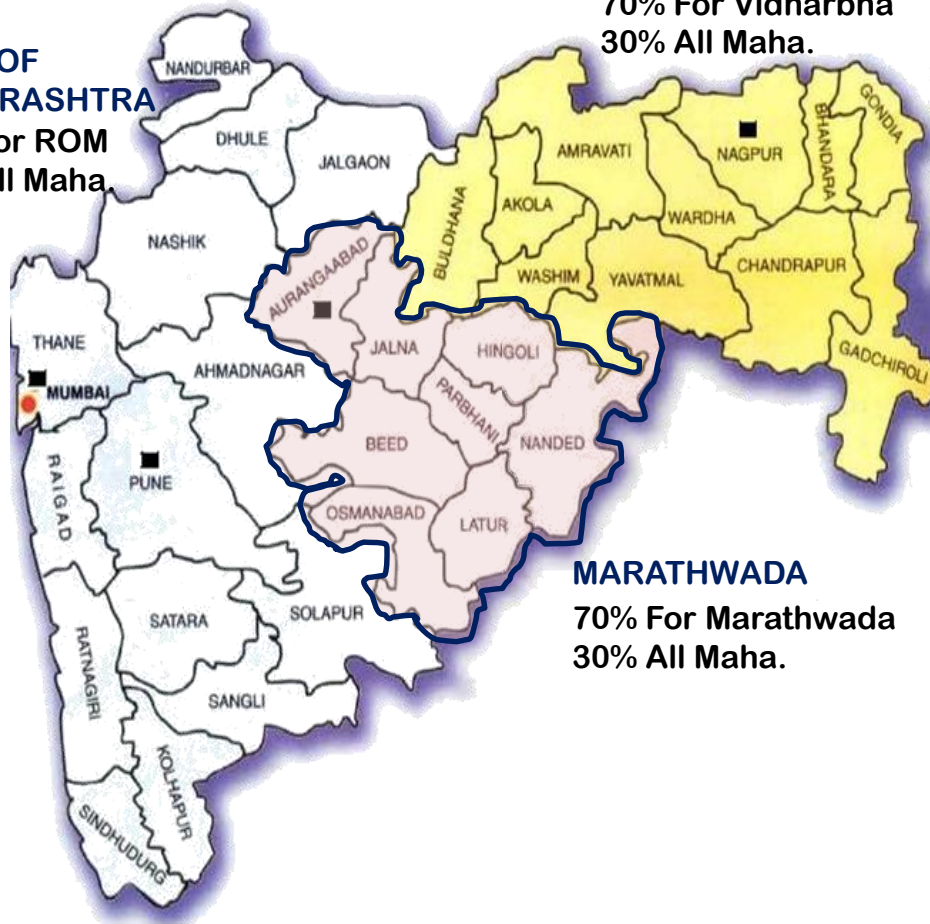 70% For Vidharbha
30% All Maha.
OF
RASHTRA
or ROM
ll Maha.
NANDURBAR
DHULE
JALGAON
NASHIK
THANE
MUMBAI
AHMADNAGAR
PUNE
RAIGAD
SATARA
SOLAPUR
RATNAGIRI
SANGLI
KOLHAPUR
SINDHUDURG
AURANGAABAD
JALNA
HINGOLI
PARBHANI
BEED
NANDED
OSMANABAD
LATUR
BULDHANA
AKOLA
AMRAVATI
WASHIM
YAVATMAL
WARDHA
NAGPUR
BHANDARA
GONDIA
CHANDRAPUR
GADCHIROLI
MARATHWADA
70% For Marathwada
30% All Maha.